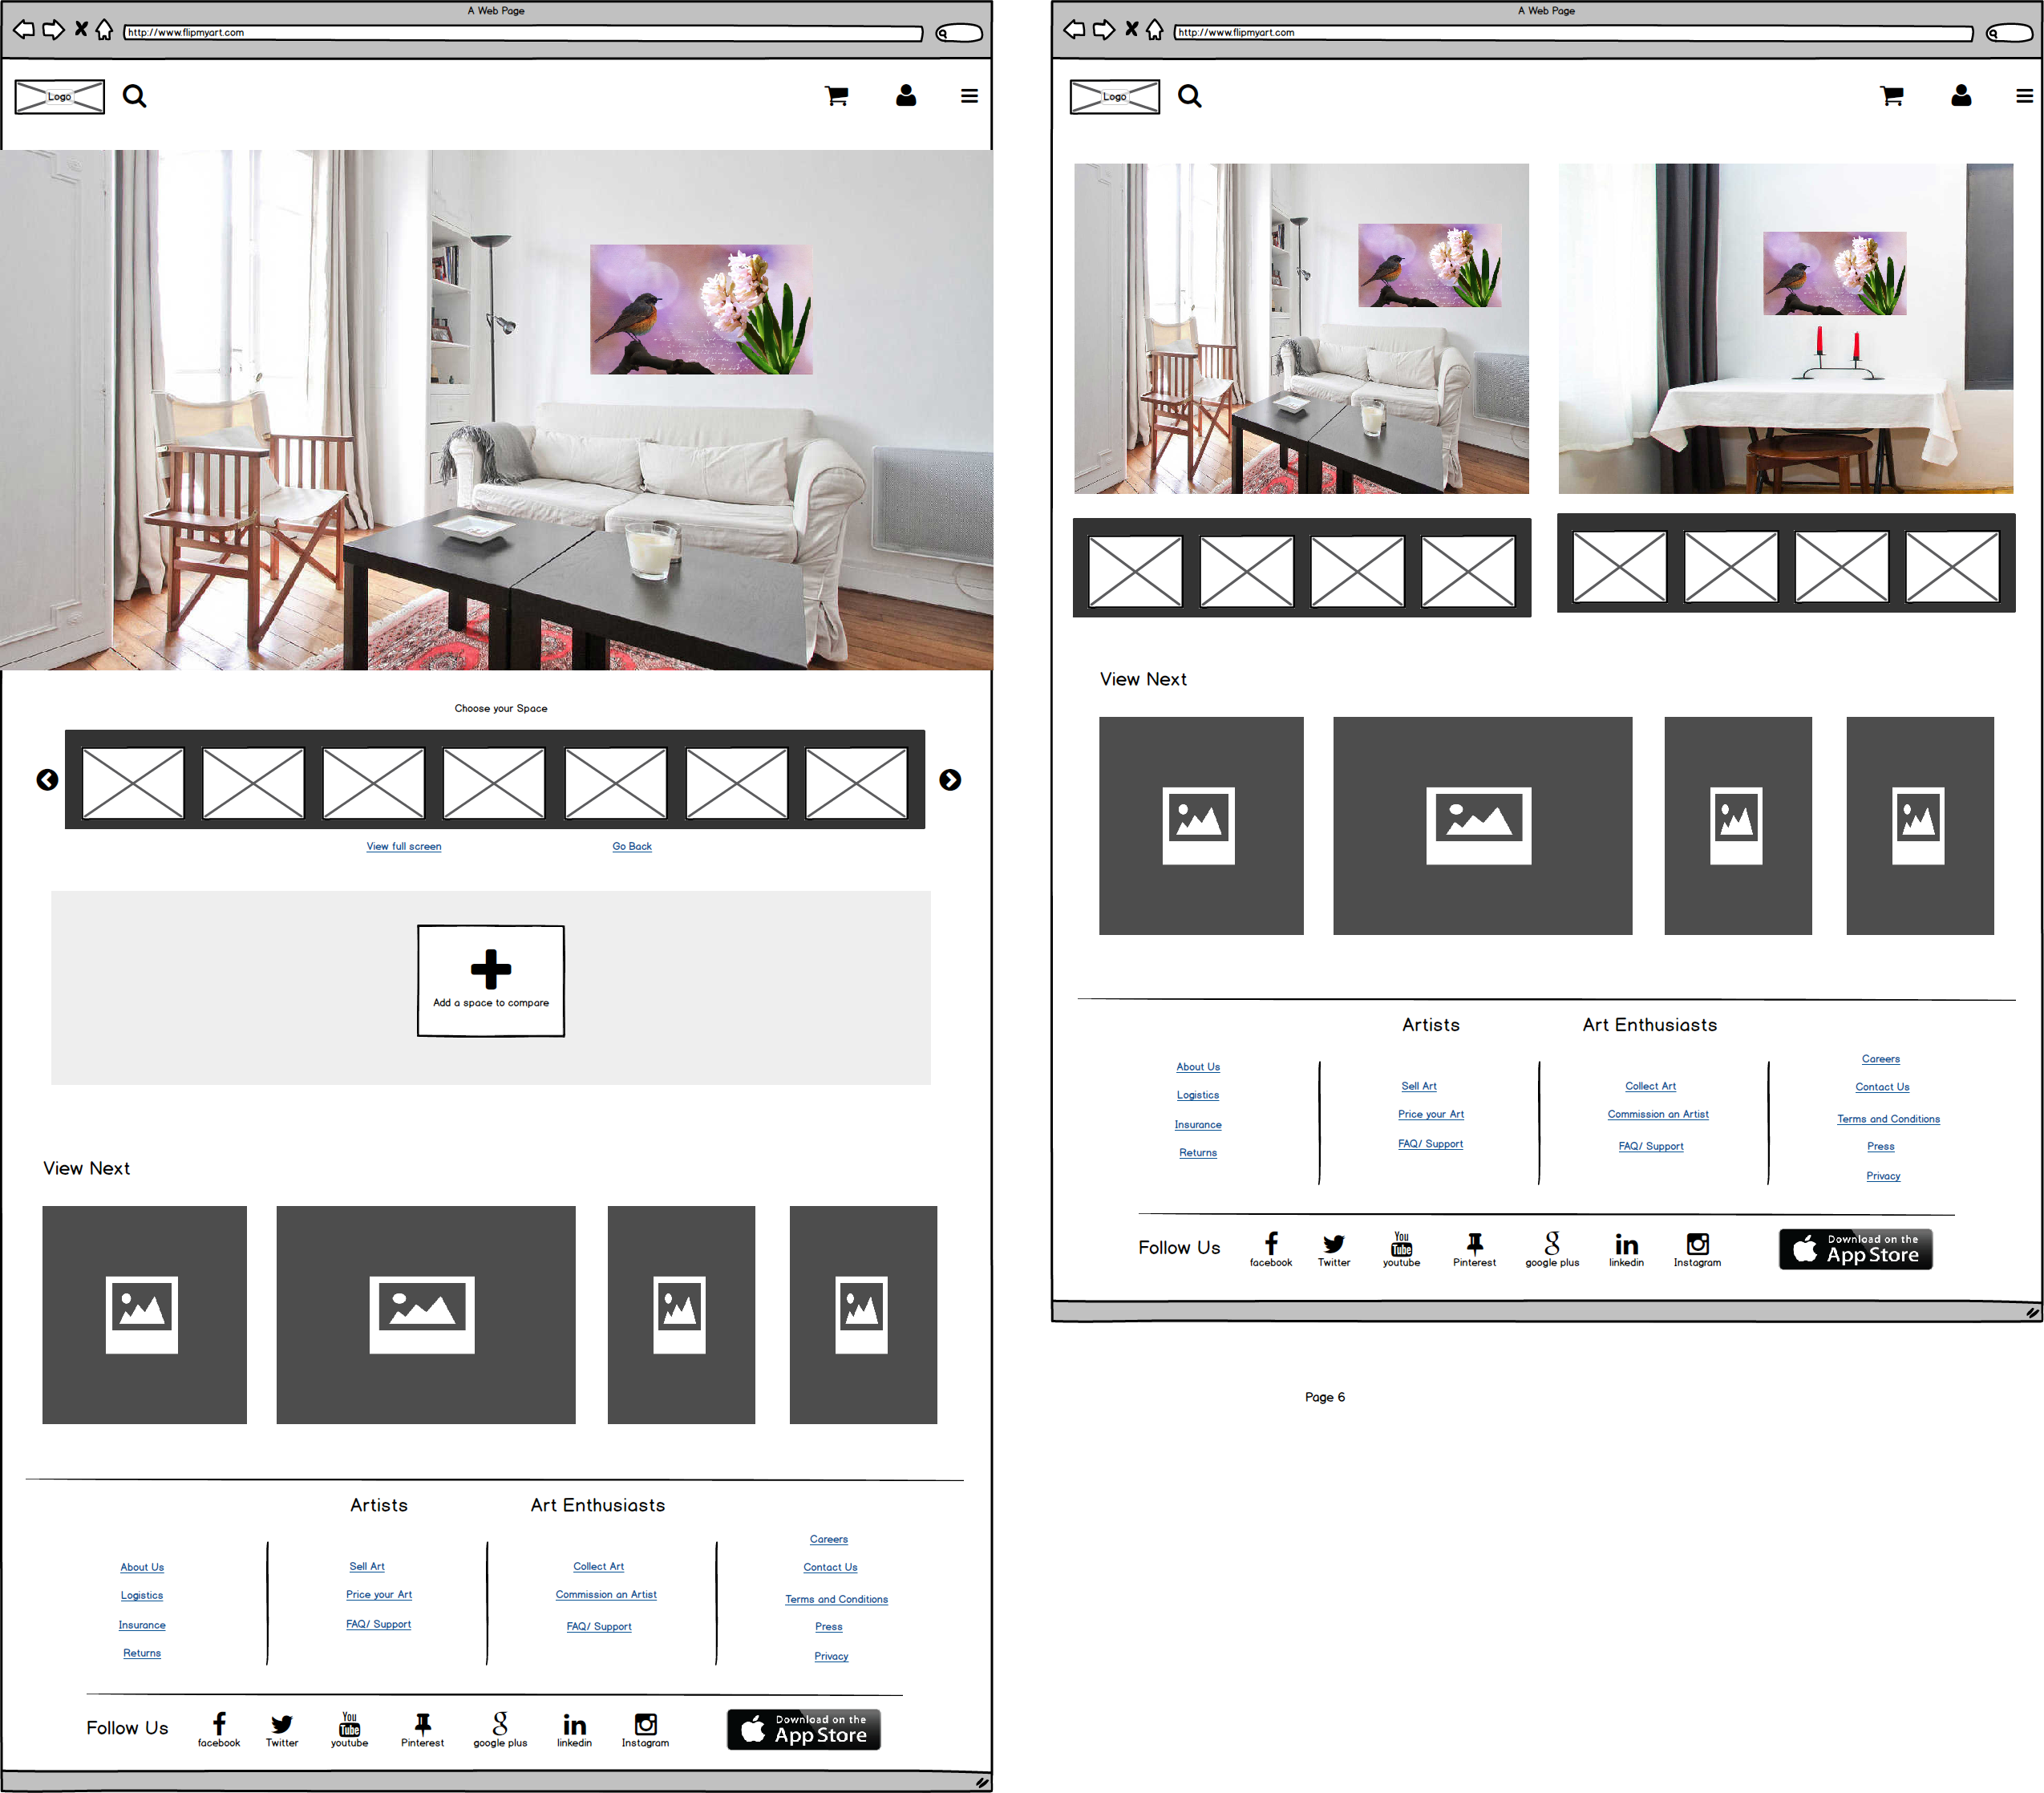 A Web Page
http://www.flipmyart.com
Logo
Choose your Space
View full screen
Go Back
Add a space to compare
View Next
Artists
Art Enthusiasts
About Us
Logistics
Insurance
Returns
Sell Art
Price your Art
FAQ/ Support
Collect Art
Commission an Artist
FAQ/ Support
Careers
Contact Us
Terms and Conditions
Press
Privacy
Follow Us
facebook
Twitter
You
Tube
youtube
Pinterest
google plus
linkedin
Instagram
Download on the
App Store
A Web Page
http://www.flipmyart.com
Logo
View Next
Artists
Art Enthusiasts
About Us
Logistics
Insurance
Returns
Sell Art
Price your Art
FAQ/ Support
Collect Art
Commission an Artist
FAQ/ Support
Careers
Contact Us
Terms and Conditions
Press
Privacy
Follow Us
facebook
Twitter
You
Tube
youtube
Pinterest
google plus
linkedin
Instagram
Download on the
App Store
Page 6